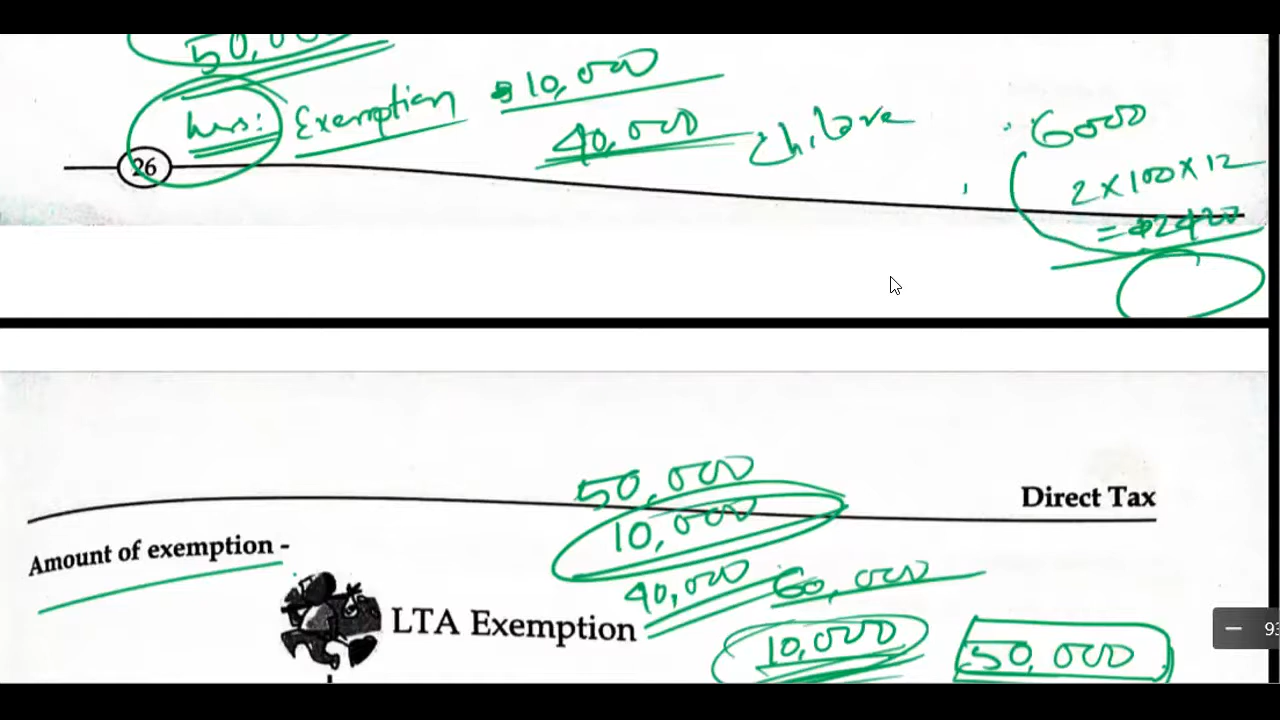 50,000
less: Exemption 10,000
40,000
6000
26
2 × 100 × 12
= 2400
50,000
Direct Tax
10,000
Amount of exemption -
40,000 60,000
LTA Exemption
10,000 50,000
93